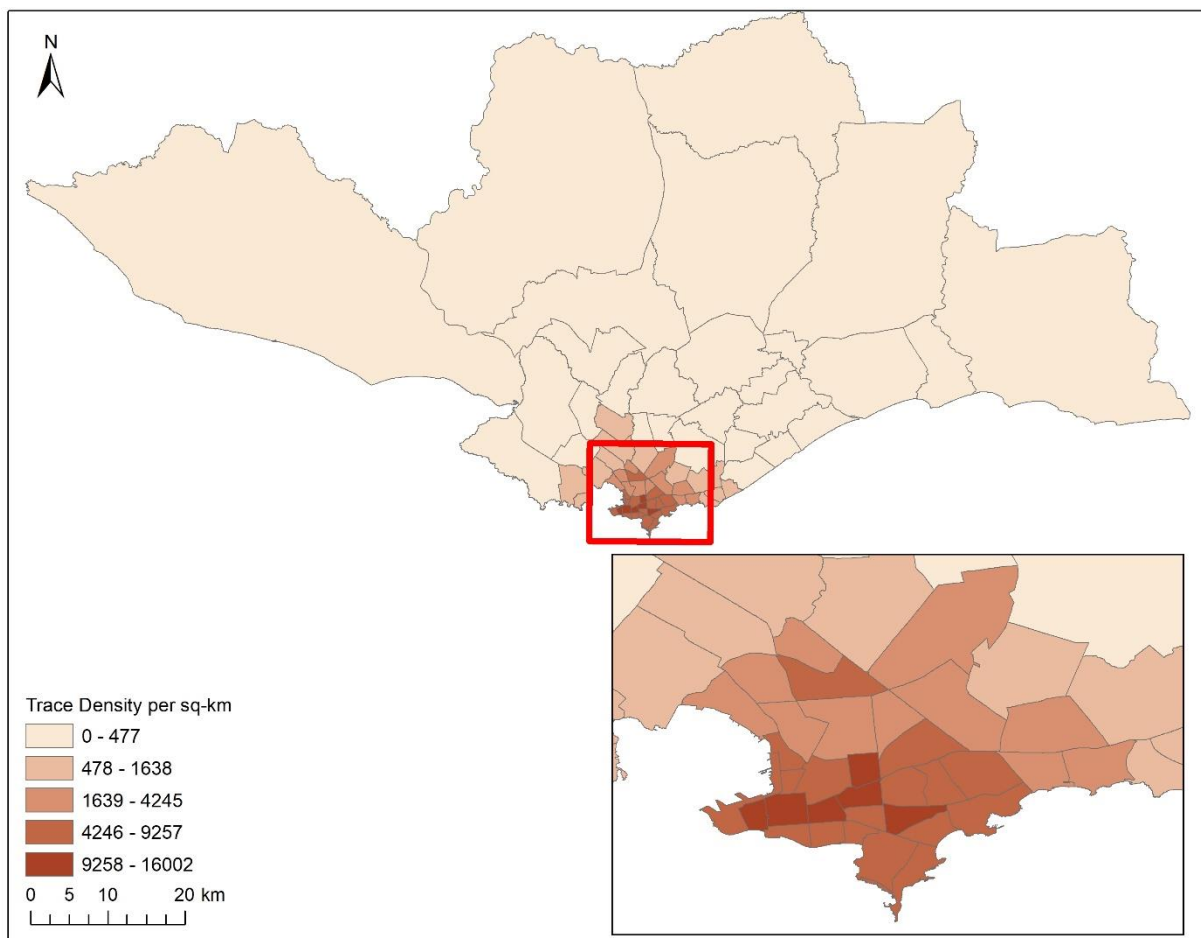 N
Trace Density per sq-km
0 - 477
478 - 1638
1639 - 4245
4246 - 9257
9258 - 16002
0 5 10 20 km